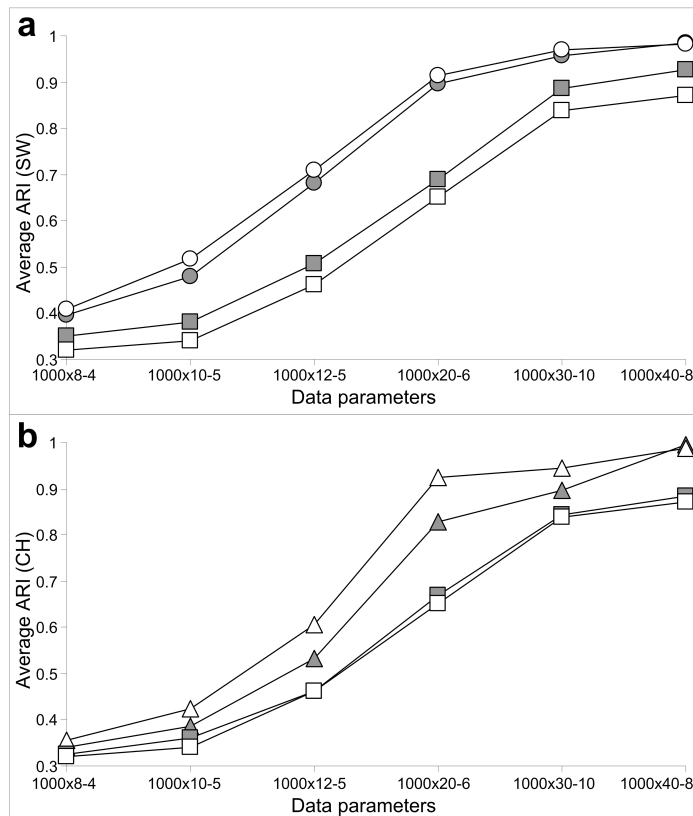 a
1
0.9
0.8
0.7
0.6
0.5
0.4
0.3
Average ARI (SW)
1000x8-4
1000x10-5
1000x12-5
1000x20-6
1000x30-10
1000x40-8
Data parameters
b
1
0.9
0.8
0.7
0.6
0.5
0.4
0.3
Average ARI (CH)
1000x8-4
1000x10-5
1000x12-5
1000x20-6
1000x30-10
1000x40-8
Data parameters